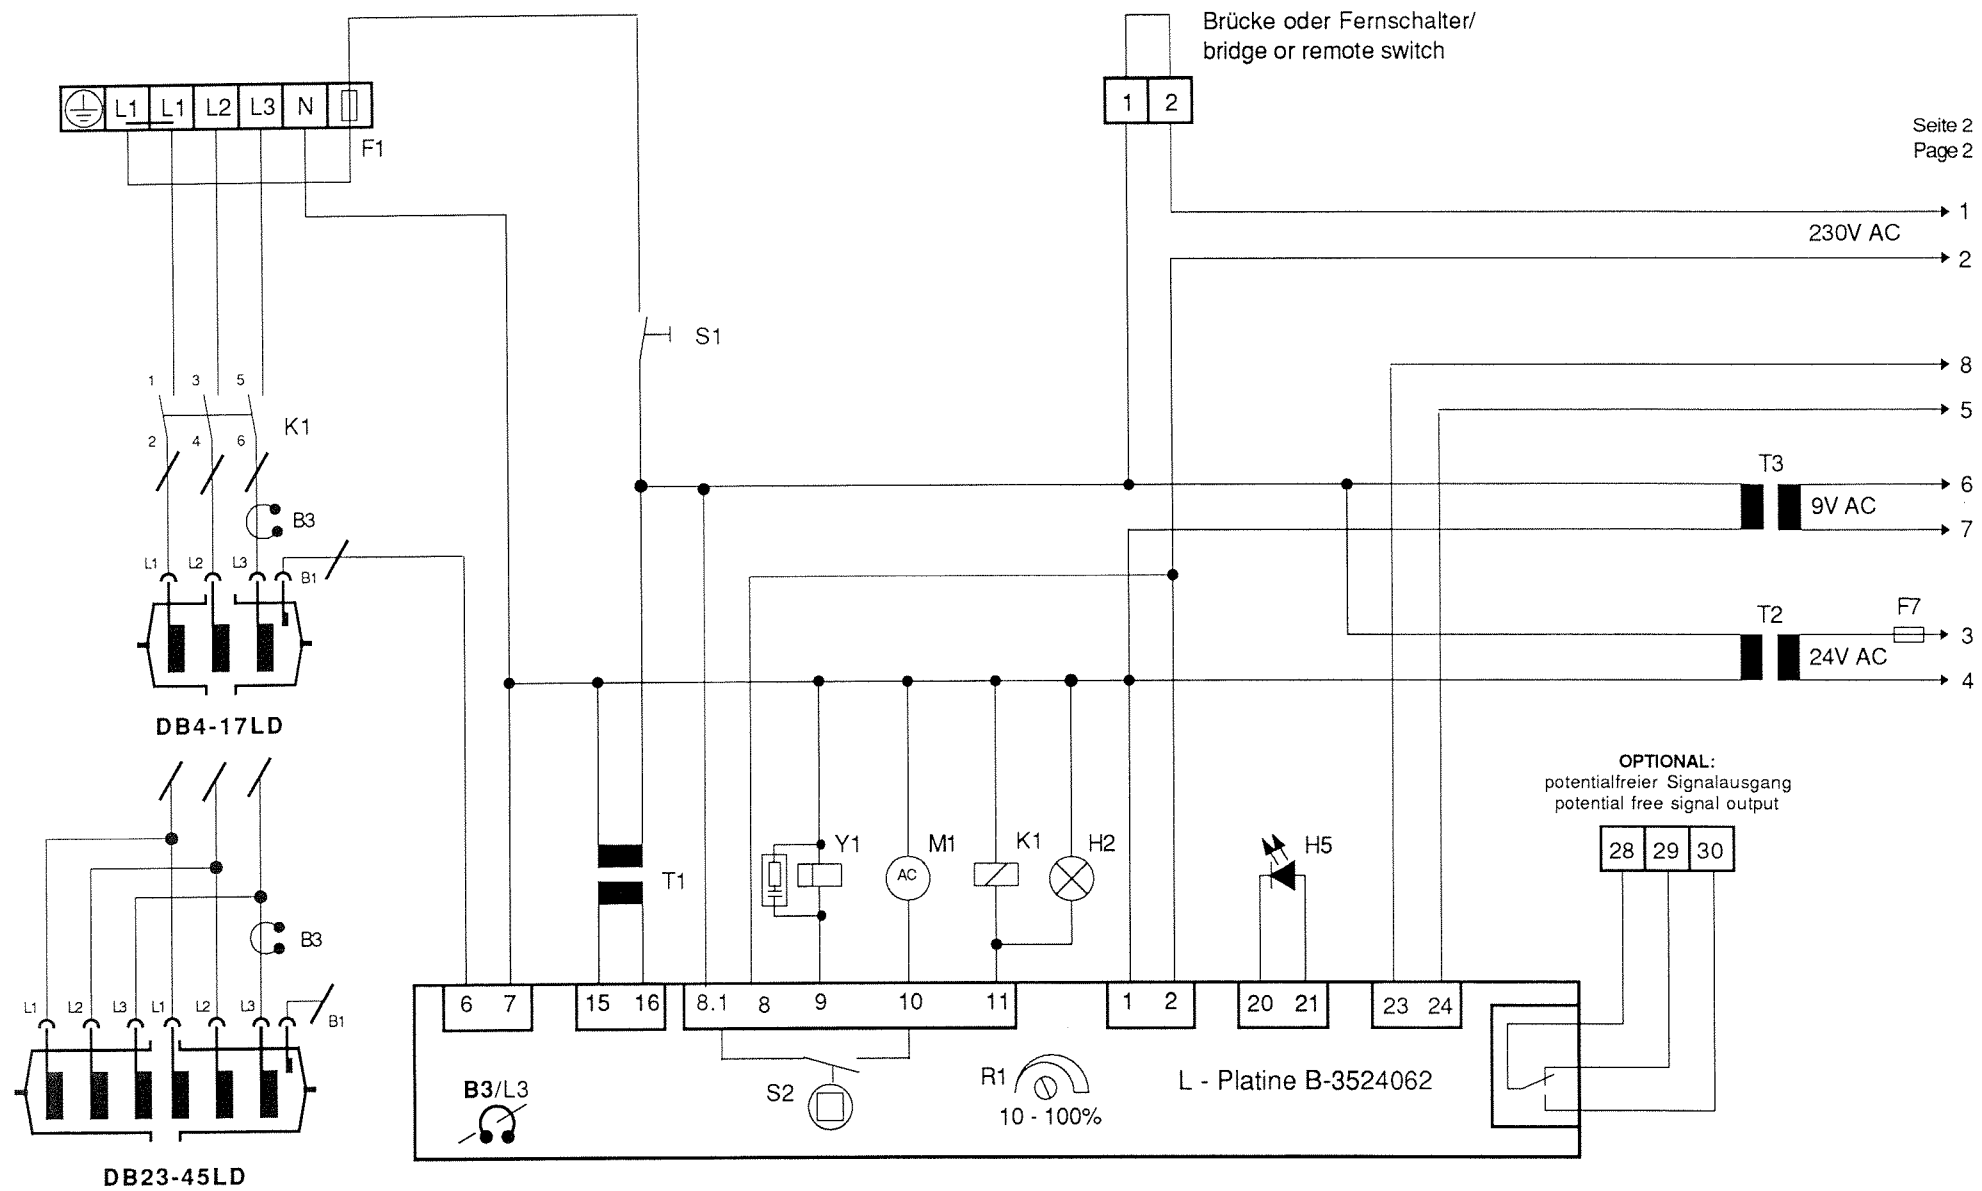 Brücke oder Fernschalter/
bridge or remote switch
L1 L1 L2 L3 N
F1
1 2
Seite 2
Page 2
1
230V AC
2
S1
8
5
1 3 5
K1
2 4 6
T3
6
9V AC
7
B3
L1 L2 L3 B1
T2
F7
3
24V AC
4
DB4-17LD
OPTIONAL:
potentialfreier Signalausgang
potential free signal output
28 29 30
Y1 M1 K1 H2 H5
AC
T1
B3
L1 L2 L3 L1 L2 L3 B1
6 7 15 16 8.1 8 9 10 11 1 2 20 21 23 24
B3/L3
S2
R1
10 - 100%
L - Platine B-3524062
DB23-45LD